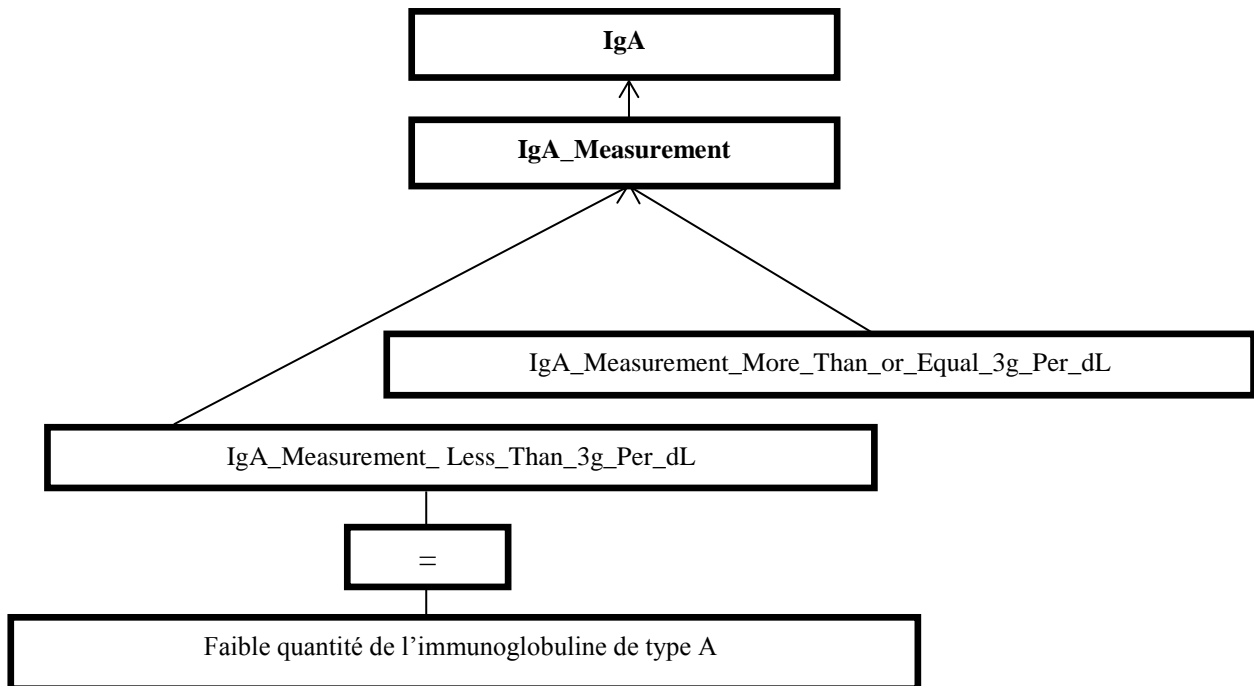 IgA
IgA_Measurement
IgA_Measurement_More_Than_or_Equal_3g_Per_dL
IgA_Measurement_ Less_Than_3g_Per_dL
=
Faible quantité de l’immunoglobuline de type A